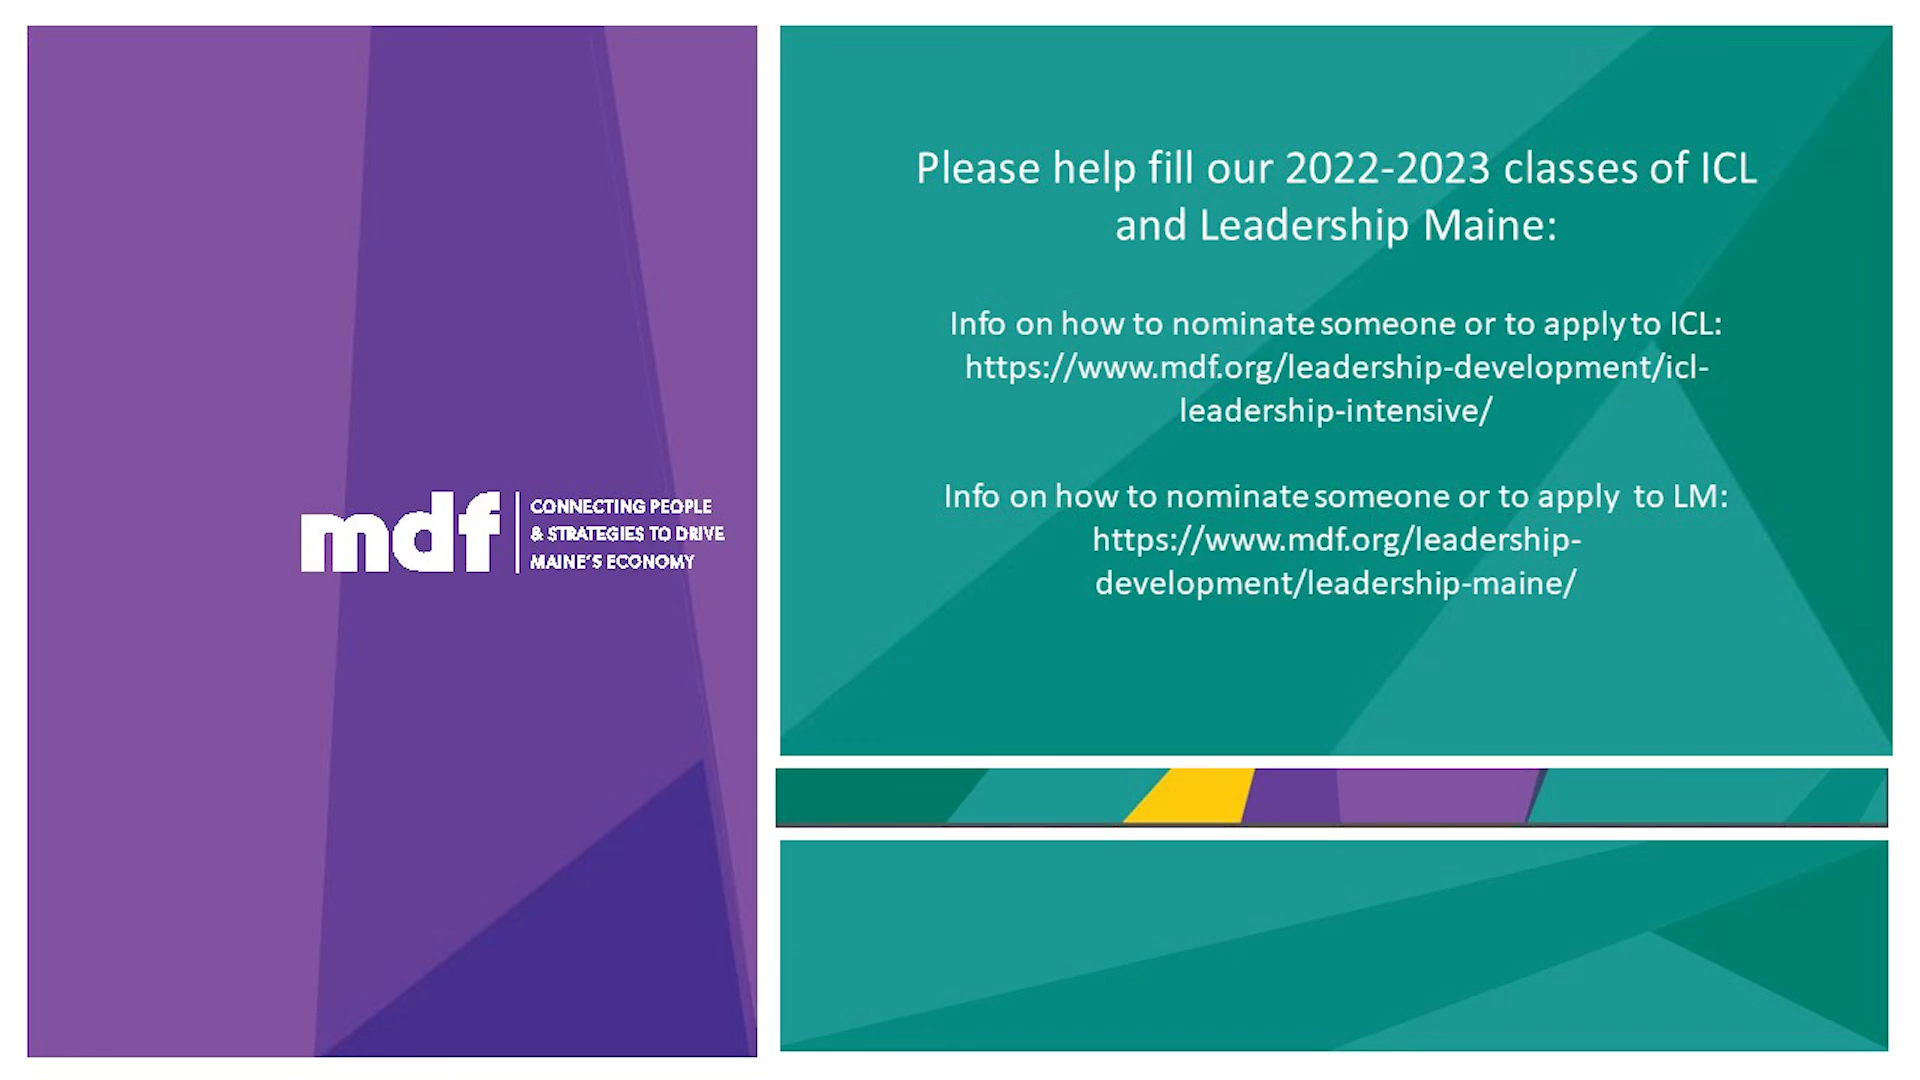 mdf
CONNECTING PEOPLE
& STRATEGIES TO DRIVE
MAINE'S ECONOMY
Please help fill our 2022-2023 classes of ICL
and Leadership Maine:
Info on how to nominate someone or to apply to ICL:
https://www.mdf.org/leadership-development/icl-
leadership-intensive/
Info on how to nominate someone or to apply to LM:
https://www.mdf.org/leadership-
development/leadership-maine/